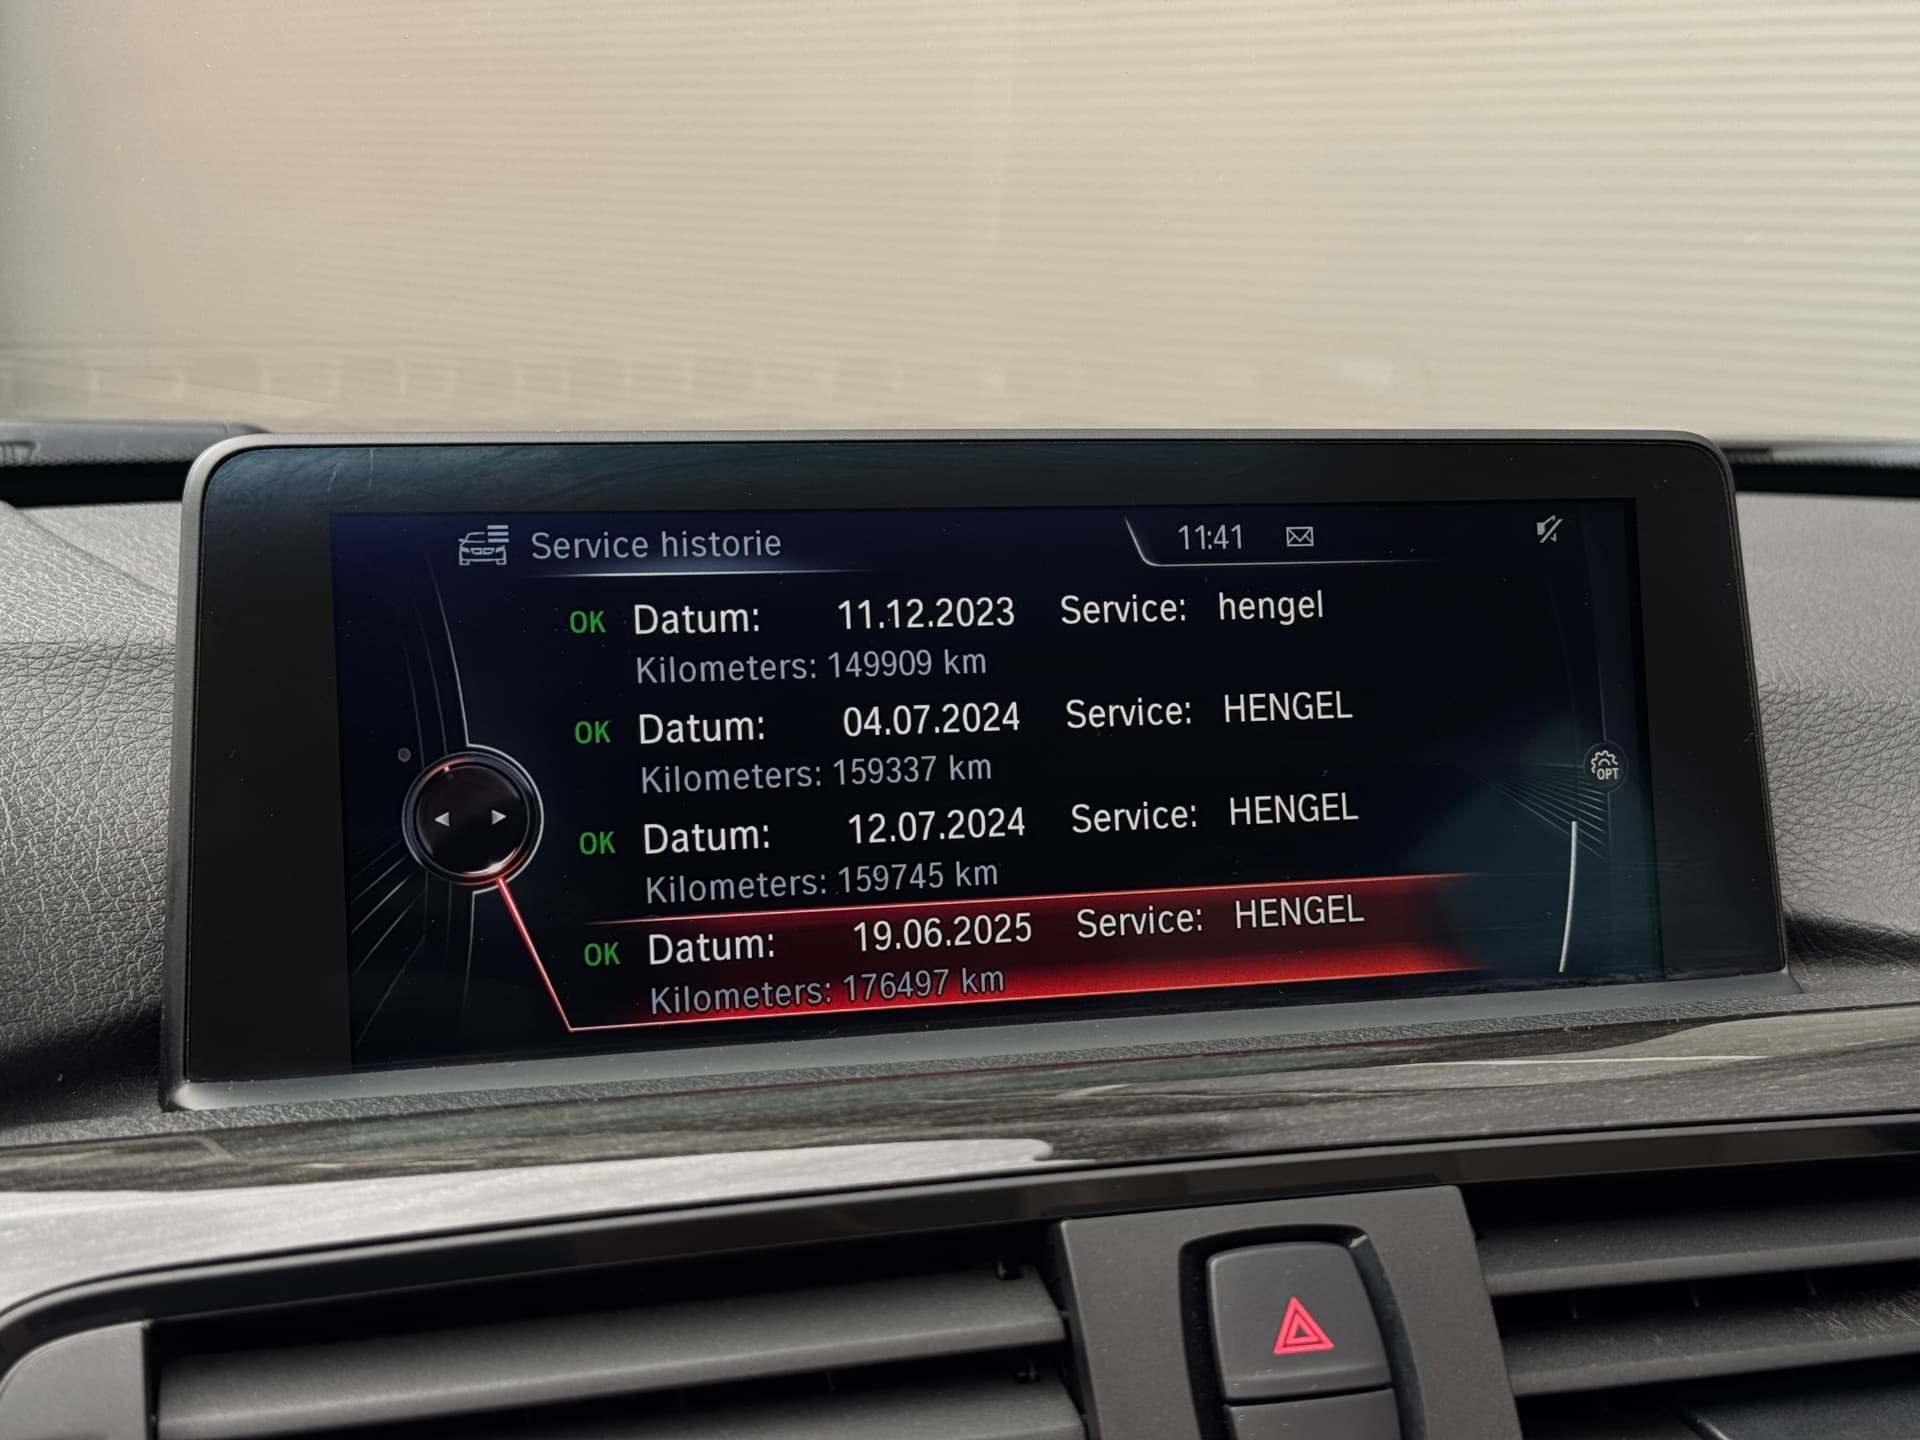 Service historie 11:41
OK Datum: 11.12.2023 Service: hengel
Kilometers: 149909 km
OK Datum: 04.07.2024 Service: HENGEL
Kilometers: 159337 km
OK Datum: 12.07.2024 Service: HENGEL
Kilometers: 159745 km
OPT
OK Datum: 19.06.2025 Service: HENGEL
Kilometers: 176497 km